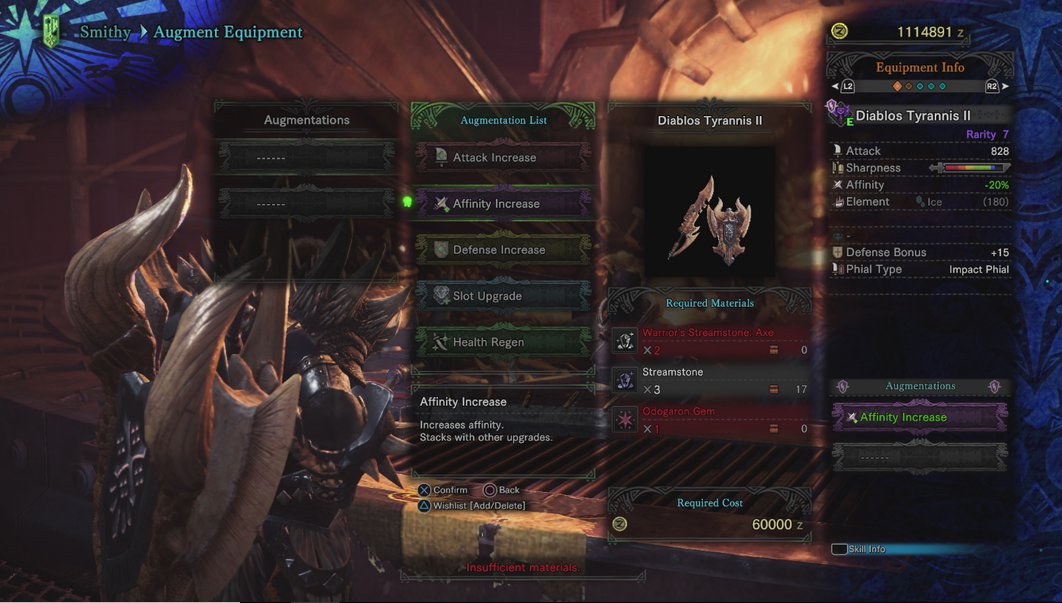 Smithy Augment Equipment
1114891 z
Equipment Info
L2 R2
Augmentations
------
------
Augmentation List
Attack Increase
Affinity Increase
Defense Increase
Slot Upgrade
Health Regen
Affinity Increase
Increases affinity.
Stacks with other upgrades.
Confirm Back
Wishlist [Add/Delete]
Insufficient materials.
Diablos Tyrannis II
Required Materials
Warrior's Streamstone: Axe
X 2 0
Streamstone
X 3 17
Odogaron Gem
X 1 0
Required Cost
60000 z
E Diablos Tyrannis II
Rarity 7
Attack 828
Sharpness
Affinity -20%
Element Ice (180)
-
Defense Bonus +15
Phial Type Impact Phial
Augmentations
Affinity Increase
------
Skill Info